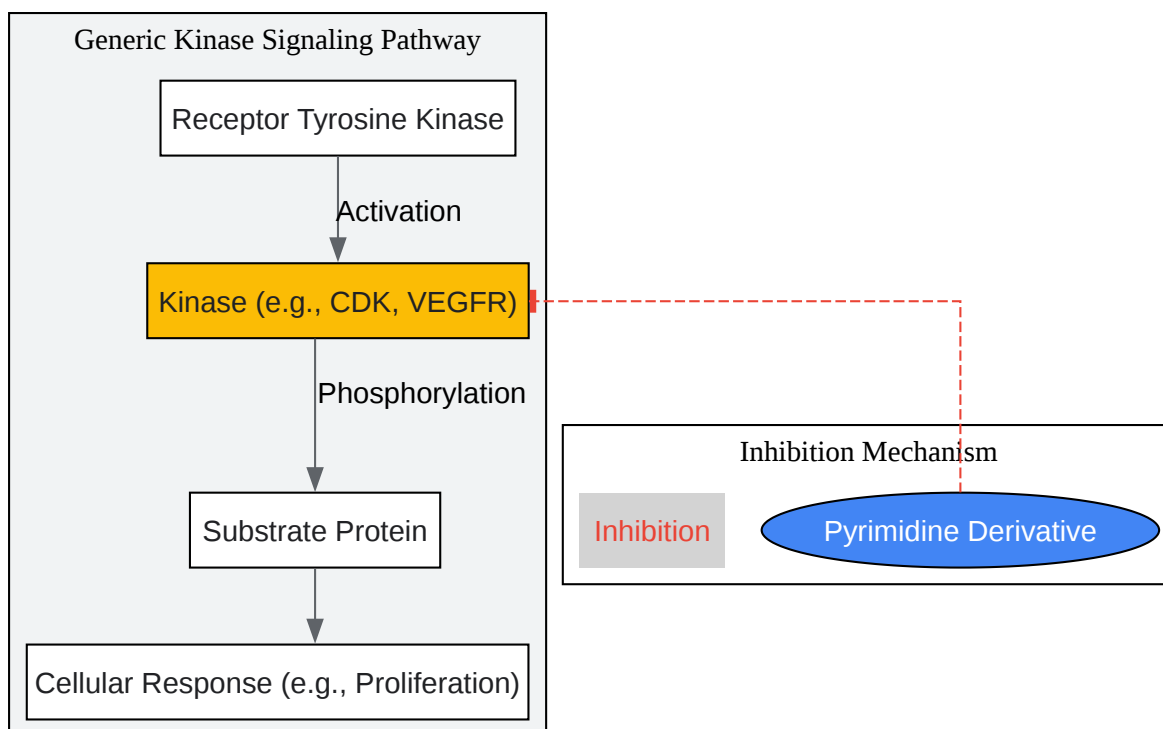 Generic Kinase Signaling Pathway
Receptor Tyrosine Kinase
Activation
Kinase (e.g., CDK, VEGFR)
Phosphorylation
Substrate Protein
Cellular Response (e.g., Proliferation)
Inhibition Mechanism
Inhibition
Pyrimidine Derivative